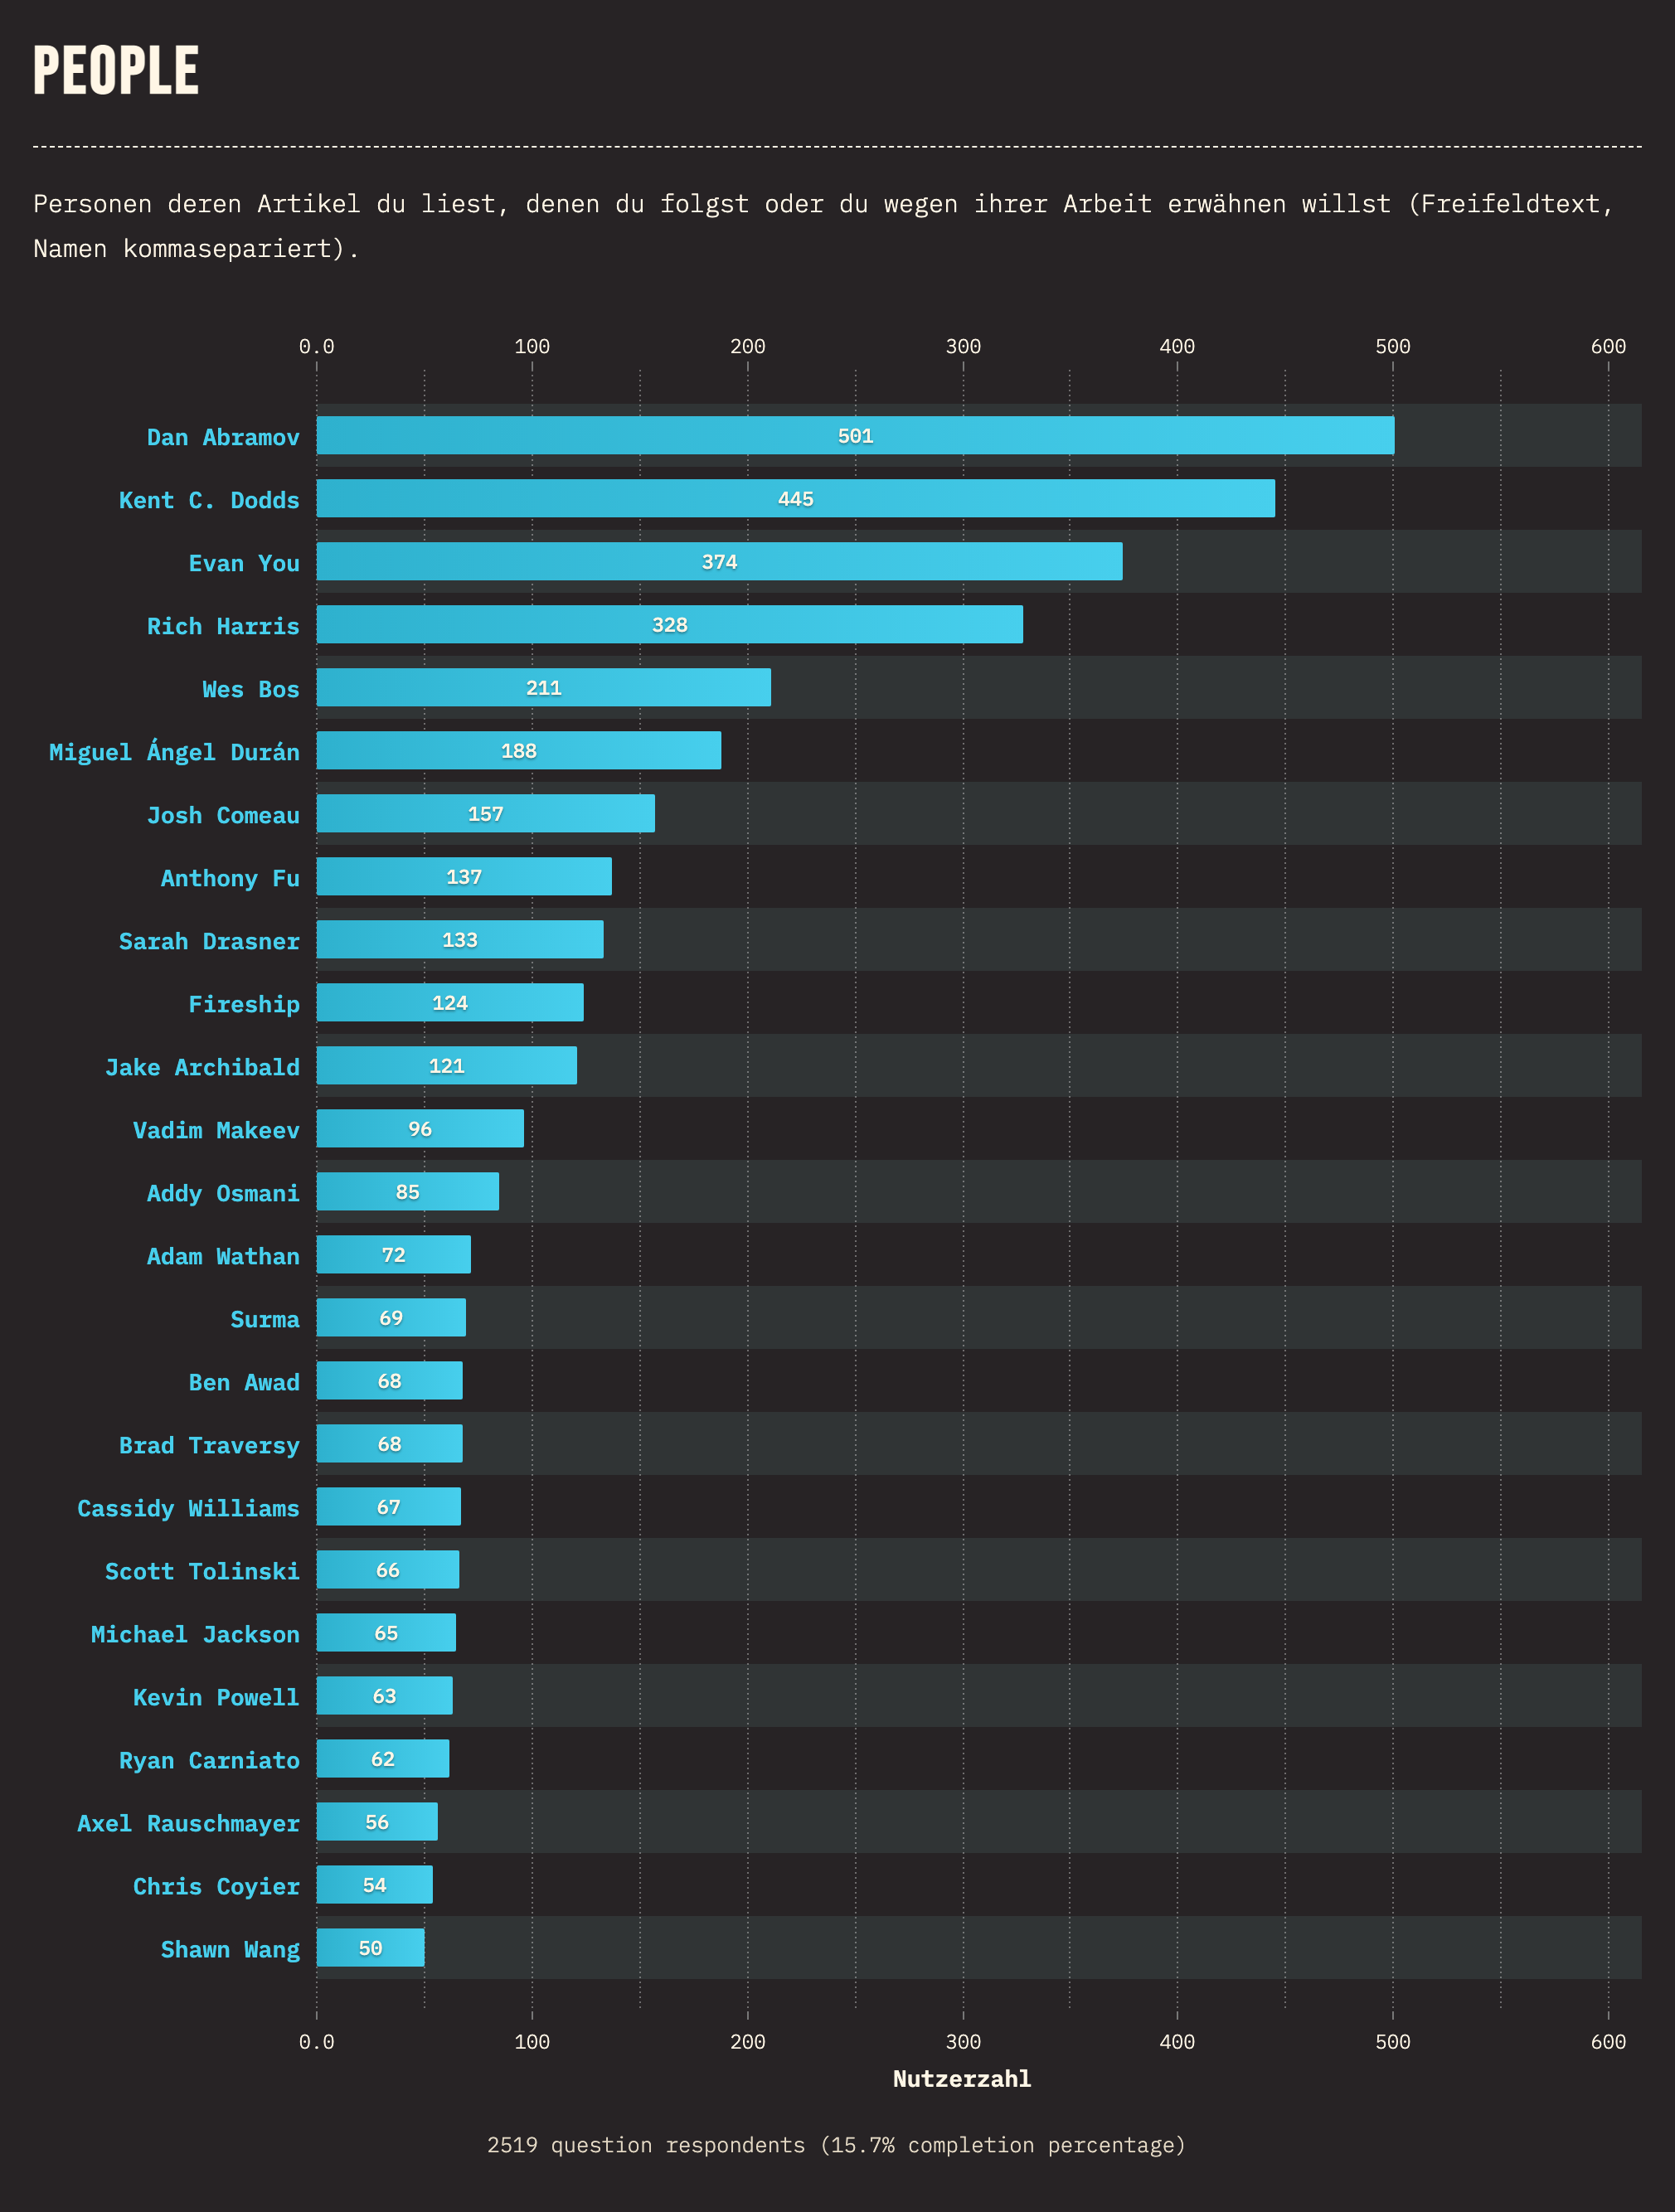 PEOPLE
Personen deren Artikel du liest, denen du folgst oder du wegen ihrer Arbeit erwähnen willst (Freifeldtext,
Namen kommasepariert).
0.0 100 200 300 400 500 600
Dan Abramov 501
Kent C. Dodds 445
Evan You 374
Rich Harris 328
Wes Bos 211
Miguel Ángel Durán 188
Josh Comeau 157
Anthony Fu 137
Sarah Drasner 133
Fireship 124
Jake Archibald 121
Vadim Makeev 96
Addy Osmani 85
Adam Wathan 72
Surma 69
Ben Awad 68
Brad Traversy 68
Cassidy Williams 67
Scott Tolinski 66
Michael Jackson 65
Kevin Powell 63
Ryan Carniato 62
Axel Rauschmayer 56
Chris Coyier 54
Shawn Wang 50
0.0 100 200 300 400 500 600
Nutzerzahl
2519 question respondents (15.7% completion percentage)